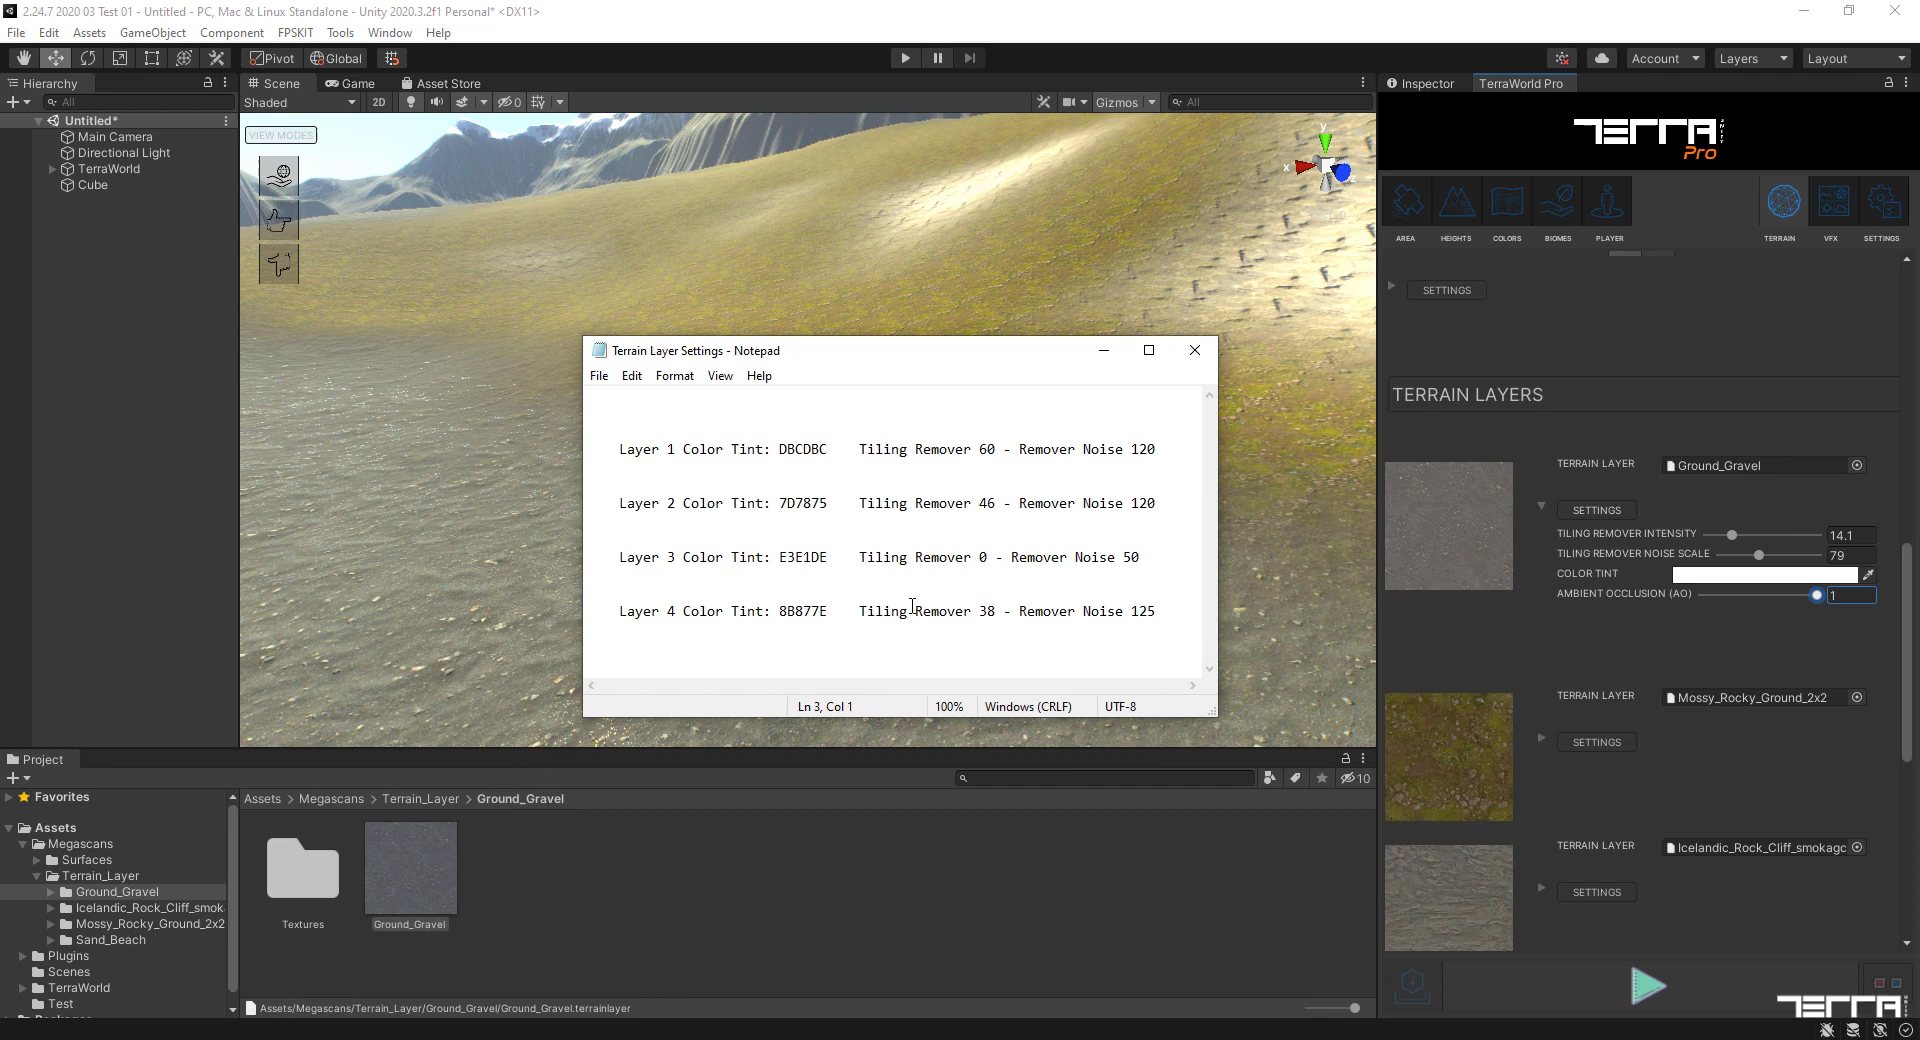 2.24.7 2020 03 Test 01 - Untitled - PC, Mac & Linux Standalone - Unity 2020.3.2f1 Personal* <DX11>
File Edit Assets GameObject Component FPSKIT Tools Window Help
Pivot Global Account Layers Layout
Hierarchy
All
Untitled*
Main Camera
Directional Light
TerraWorld
Cube
Scene Game Asset Store
Shaded 2D 0 Gizmos All
VIEW MODES
y
x
Terrain Layer Settings - Notepad
File Edit Format View Help
Layer 1 Color Tint: DBCDBC Tiling Remover 60 - Remover Noise 120
Layer 2 Color Tint: 7D7875 Tiling Remover 46 - Remover Noise 120
Layer 3 Color Tint: E3E1DE Tiling Remover 0 - Remover Noise 50
Layer 4 Color Tint: 8B877E Tiling Remover 38 - Remover Noise 125
Ln 3, Col 1 100% Windows (CRLF) UTF-8
Inspector TerraWorld Pro
TERRA UNITY
Pro
AREA HEIGHTS COLORS BIOMES PLAYER TERRAIN VFX SETTINGS
SETTINGS
TERRAIN LAYERS
TERRAIN LAYER Ground_Gravel
SETTINGS
TILING REMOVER INTENSITY 14.1
TILING REMOVER NOISE SCALE 79
COLOR TINT
AMBIENT OCCLUSION (AO) 1
TERRAIN LAYER Mossy_Rocky_Ground_2x2
SETTINGS
TERRAIN LAYER Icelandic_Rock_Cliff_smokagc
SETTINGS
TERRA
Project
10
Favorites
Assets
Megascans
Surfaces
Terrain_Layer
Ground_Gravel
Icelandic_Rock_Cliff_smok
Mossy_Rocky_Ground_2x2
Sand_Beach
Plugins
Scenes
TerraWorld
Test
Assets > Megascans > Terrain_Layer > Ground_Gravel
Textures Ground_Gravel
Assets/Megascans/Terrain_Layer/Ground_Gravel/Ground_Gravel.terrainlayer